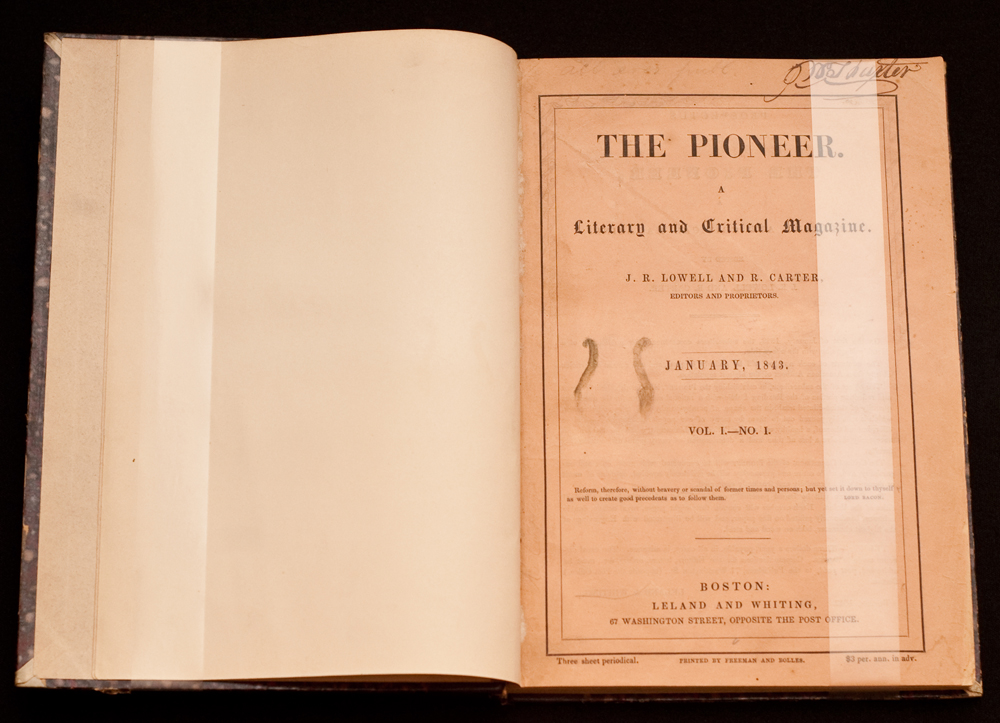 THE PIONEER.
A
Literary and Critical Magazine.
J. R. LOWELL AND R. CARTER,
EDITORS AND PROPRIETORS.
JANUARY, 1843.
VOL. I.—NO. I.
Reform, therefore, without bravery or scandal of former times and persons; but yet set it down to thyself
as well to create good precedents as to follow them.
LORD BACON.
BOSTON:
LELAND AND WHITING,
67 WASHINGTON STREET, OPPOSITE THE POST OFFICE.
Three sheet periodical.
PRINTED BY FREEMAN AND BOLLES.
$3 per. ann. in adv.